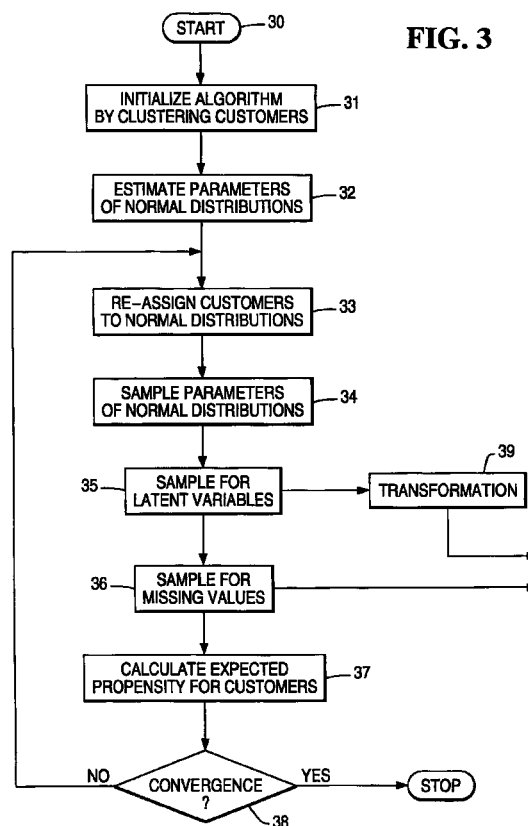 FIG. 3
START
30
INITIALIZE ALGORITHM
BY CLUSTERING CUSTOMERS
31
ESTIMATE PARAMETERS
OF NORMAL DISTRIBUTIONS
32
RE-ASSIGN CUSTOMERS
TO NORMAL DISTRIBUTIONS
33
SAMPLE PARAMETERS
OF NORMAL DISTRIBUTIONS
34
35
SAMPLE FOR
LATENT VARIABLES
39
TRANSFORMATION
36
SAMPLE FOR
MISSING VALUES
CALCULATE EXPECTED
PROPENSITY FOR CUSTOMERS
37
NO
CONVERGENCE
?
YES
STOP
38